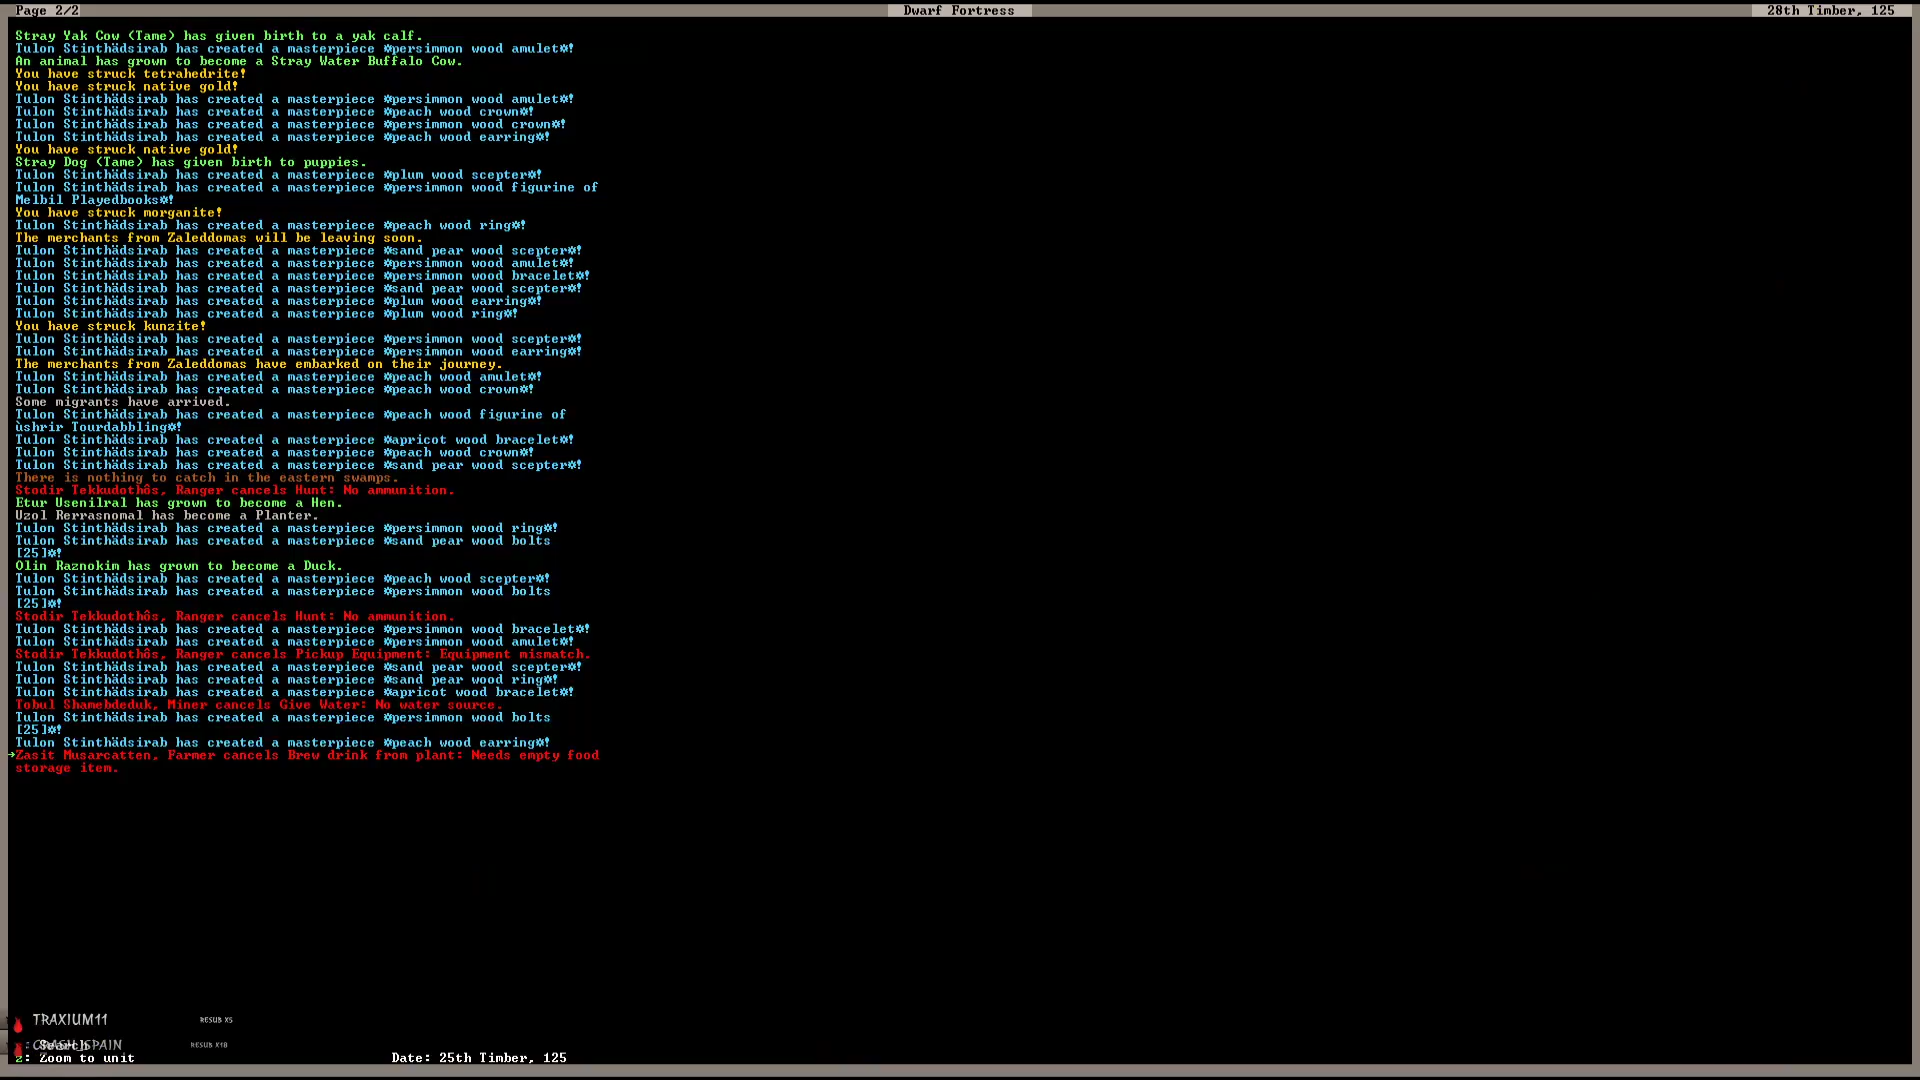 Page 2/2
Dwarf Fortress
28th Timber, 125
Stray Yak Cow (Tame) has given birth to a yak calf.
Tulon Stinthädsirab has created a masterpiece ☼persimmon wood amulet☼!
An animal has grown to become a Stray Water Buffalo Cow.
You have struck tetrahedrite!
You have struck native gold!
Tulon Stinthädsirab has created a masterpiece ☼persimmon wood amulet☼!
Tulon Stinthädsirab has created a masterpiece ☼peach wood crown☼!
Tulon Stinthädsirab has created a masterpiece ☼persimmon wood crown☼!
Tulon Stinthädsirab has created a masterpiece ☼peach wood earring☼!
You have struck native gold!
Stray Dog (Tame) has given birth to puppies.
Tulon Stinthädsirab has created a masterpiece ☼plum wood scepter☼!
Tulon Stinthädsirab has created a masterpiece ☼persimmon wood figurine of
Melbil Playedbooks☼!
You have struck morganite!
Tulon Stinthädsirab has created a masterpiece ☼peach wood ring☼!
The merchants from Zaleddomas will be leaving soon.
Tulon Stinthädsirab has created a masterpiece ☼sand pear wood scepter☼!
Tulon Stinthädsirab has created a masterpiece ☼persimmon wood amulet☼!
Tulon Stinthädsirab has created a masterpiece ☼persimmon wood bracelet☼!
Tulon Stinthädsirab has created a masterpiece ☼sand pear wood scepter☼!
Tulon Stinthädsirab has created a masterpiece ☼plum wood earring☼!
Tulon Stinthädsirab has created a masterpiece ☼plum wood ring☼!
You have struck kunzite!
Tulon Stinthädsirab has created a masterpiece ☼persimmon wood scepter☼!
Tulon Stinthädsirab has created a masterpiece ☼persimmon wood earring☼!
The merchants from Zaleddomas have embarked on their journey.
Tulon Stinthädsirab has created a masterpiece ☼peach wood amulet☼!
Tulon Stinthädsirab has created a masterpiece ☼peach wood crown☼!
Some migrants have arrived.
Tulon Stinthädsirab has created a masterpiece ☼peach wood figurine of
ùshrir Tourdabbling☼!
Tulon Stinthädsirab has created a masterpiece ☼apricot wood bracelet☼!
Tulon Stinthädsirab has created a masterpiece ☼peach wood crown☼!
Tulon Stinthädsirab has created a masterpiece ☼sand pear wood scepter☼!
There is nothing to catch in the eastern swamps.
Stodir Tekkudothôs, Ranger cancels Hunt: No ammunition.
Etur Usenilral has grown to become a Hen.
Uzol Rerrasnomal has become a Planter.
Tulon Stinthädsirab has created a masterpiece ☼persimmon wood ring☼!
Tulon Stinthädsirab has created a masterpiece ☼sand pear wood bolts
[25]☼!
Olin Raznokim has grown to become a Duck.
Tulon Stinthädsirab has created a masterpiece ☼peach wood scepter☼!
Tulon Stinthädsirab has created a masterpiece ☼persimmon wood bolts
[25]☼!
Stodir Tekkudothôs, Ranger cancels Hunt: No ammunition.
Tulon Stinthädsirab has created a masterpiece ☼persimmon wood bracelet☼!
Tulon Stinthädsirab has created a masterpiece ☼persimmon wood amulet☼!
Stodir Tekkudothôs, Ranger cancels Pickup Equipment: Equipment mismatch.
Tulon Stinthädsirab has created a masterpiece ☼sand pear wood scepter☼!
Tulon Stinthädsirab has created a masterpiece ☼sand pear wood ring☼!
Tulon Stinthädsirab has created a masterpiece ☼apricot wood bracelet☼!
Tobul Shamebdeduk, Miner cancels Give Water: No water source.
Tulon Stinthädsirab has created a masterpiece ☼persimmon wood bolts
[25]☼!
Tulon Stinthädsirab has created a masterpiece ☼peach wood earring☼!
→Zasit Musarcatten, Farmer cancels Brew drink from plant: Needs empty food
storage item.
TRAXIUM11 RESUB X5
Search
RESUB X18
z: Zoom to unit
Date: 25th Timber, 125